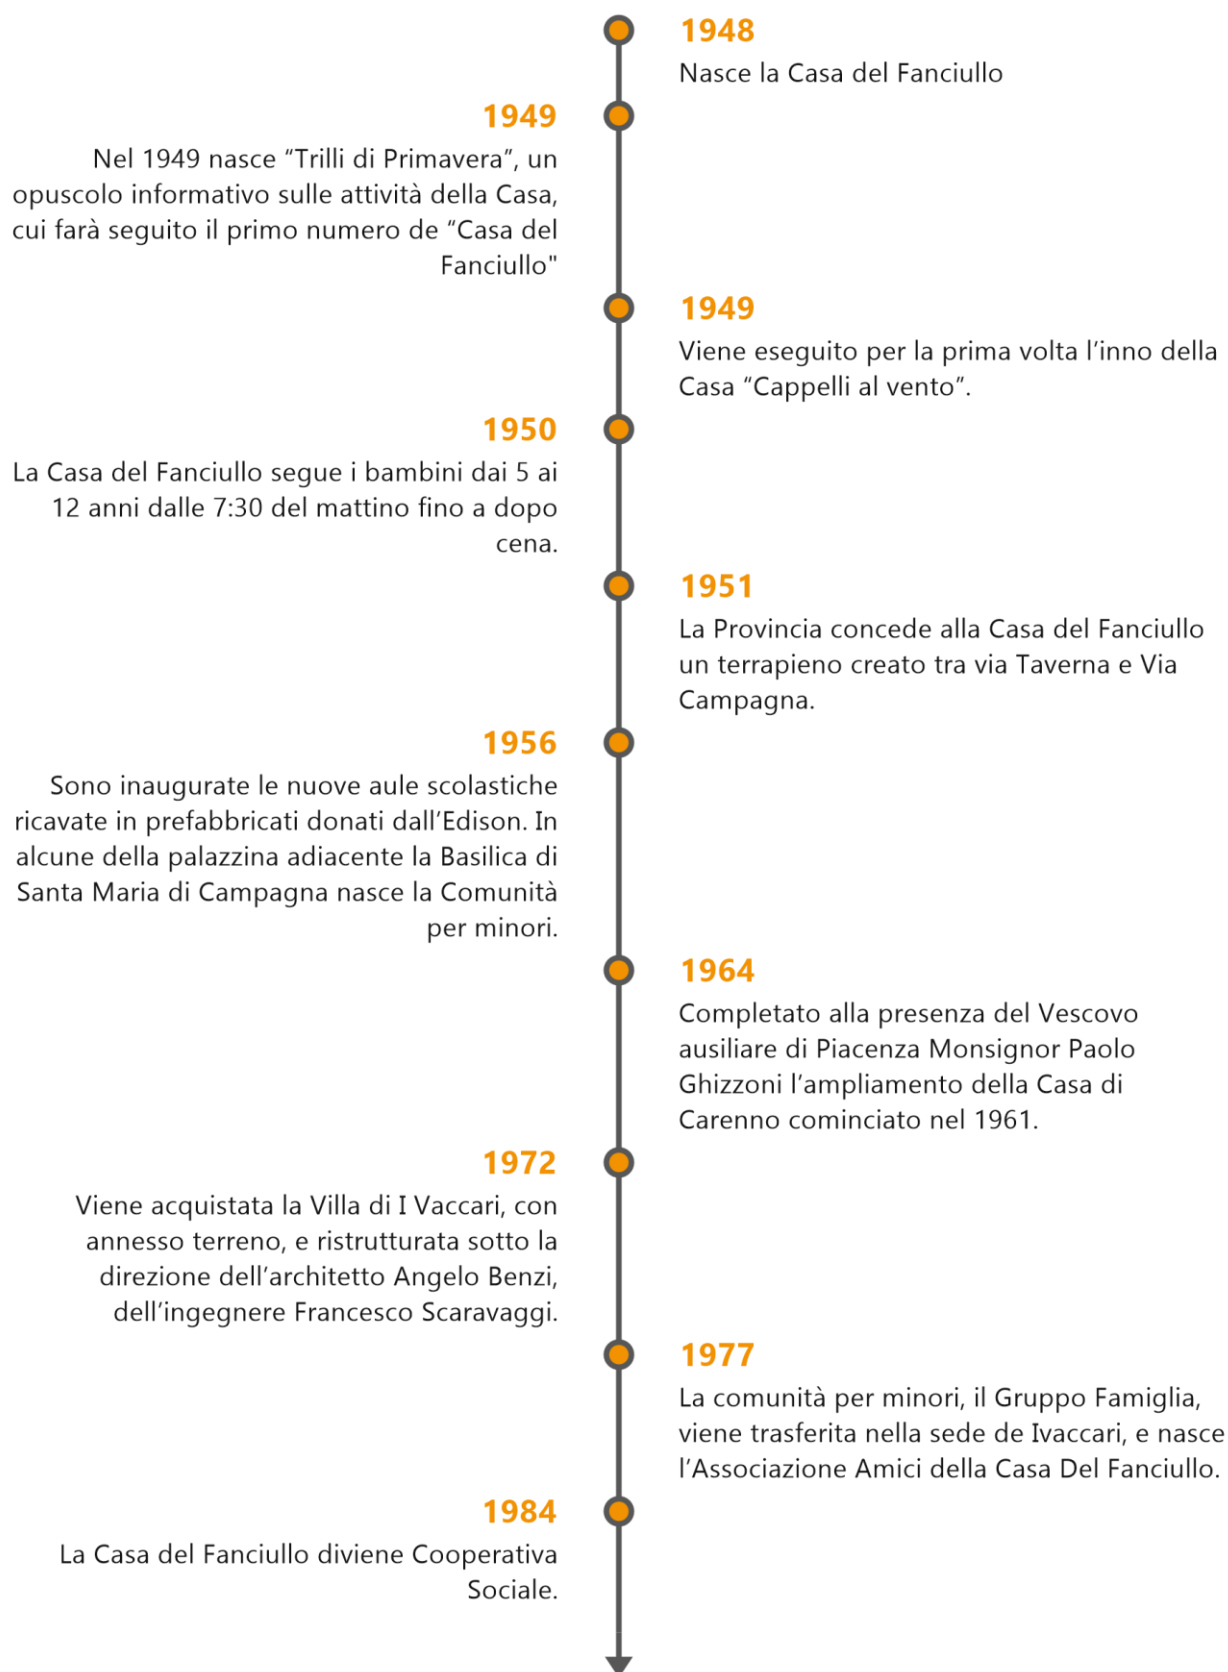 1948
Nasce la Casa del Fanciullo
1949
Nel 1949 nasce “Trilli di Primavera”, un
opuscolo informativo sulle attività della Casa,
cui farà seguito il primo numero de “Casa del
Fanciullo"
1949
Viene eseguito per la prima volta l’inno della
Casa “Cappelli al vento”.
1950
La Casa del Fanciullo segue i bambini dai 5 ai
12 anni dalle 7:30 del mattino fino a dopo
cena.
1951
La Provincia concede alla Casa del Fanciullo
un terrapieno creato tra via Taverna e Via
Campagna.
1956
Sono inaugurate le nuove aule scolastiche
ricavate in prefabbricati donati dall’Edison. In
alcune della palazzina adiacente la Basilica di
Santa Maria di Campagna nasce la Comunità
per minori.
1964
Completato alla presenza del Vescovo
ausiliare di Piacenza Monsignor Paolo
Ghizzoni l’ampliamento della Casa di
Carenno cominciato nel 1961.
1972
Viene acquistata la Villa di I Vaccari, con
annesso terreno, e ristrutturata sotto la
direzione dell’architetto Angelo Benzi,
dell’ingegnere Francesco Scaravaggi.
1977
La comunità per minori, il Gruppo Famiglia,
viene trasferita nella sede de Ivaccari, e nasce
l’Associazione Amici della Casa Del Fanciullo.
1984
La Casa del Fanciullo diviene Cooperativa
Sociale.